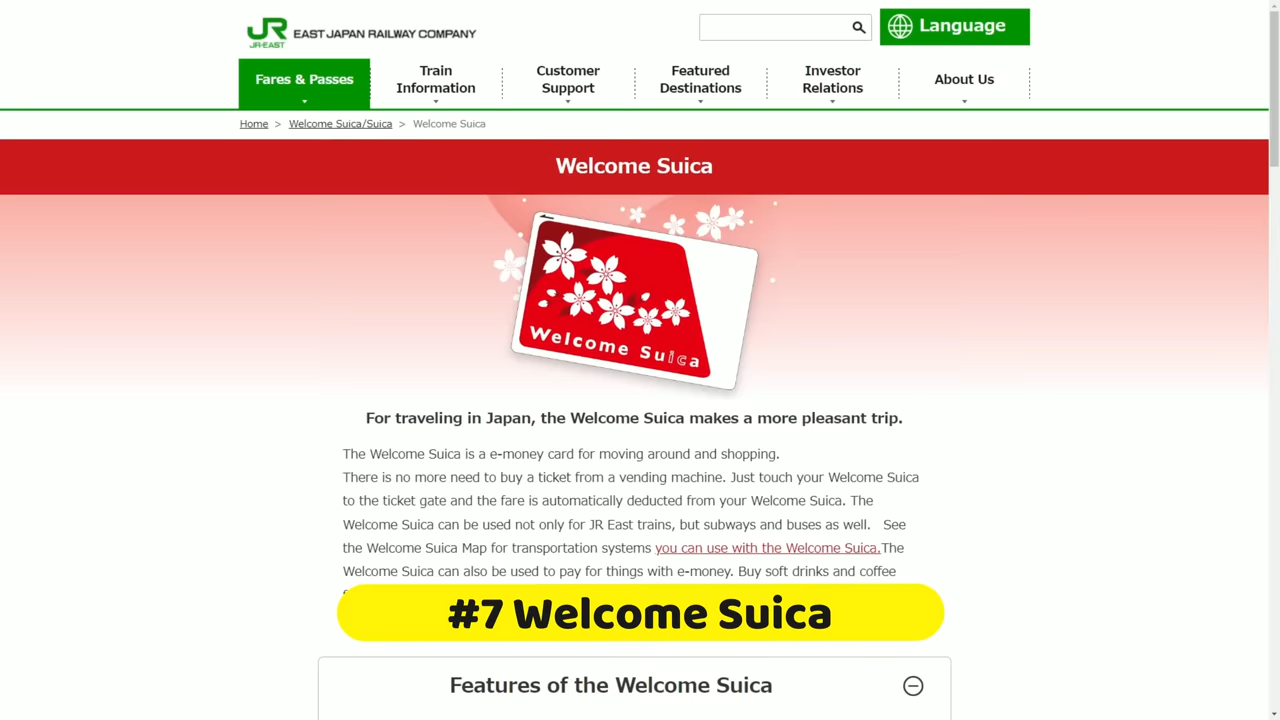 JR
JR-EAST
EAST JAPAN RAILWAY COMPANY
Language
Fares & Passes
Train
Information
Customer
Support
Featured
Destinations
Investor
Relations
About Us
Home > Welcome Suica/Suica > Welcome Suica
Welcome Suica
Welcome Suica
For traveling in Japan, the Welcome Suica makes a more pleasant trip.
The Welcome Suica is a e-money card for moving around and shopping.
There is no more need to buy a ticket from a vending machine. Just touch your Welcome Suica
to the ticket gate and the fare is automatically deducted from your Welcome Suica. The
Welcome Suica can be used not only for JR East trains, but subways and buses as well. See
the Welcome Suica Map for transportation systems you can use with the Welcome Suica.The
Welcome Suica can also be used to pay for things with e-money. Buy soft drinks and coffee
#7 Welcome Suica
Features of the Welcome Suica